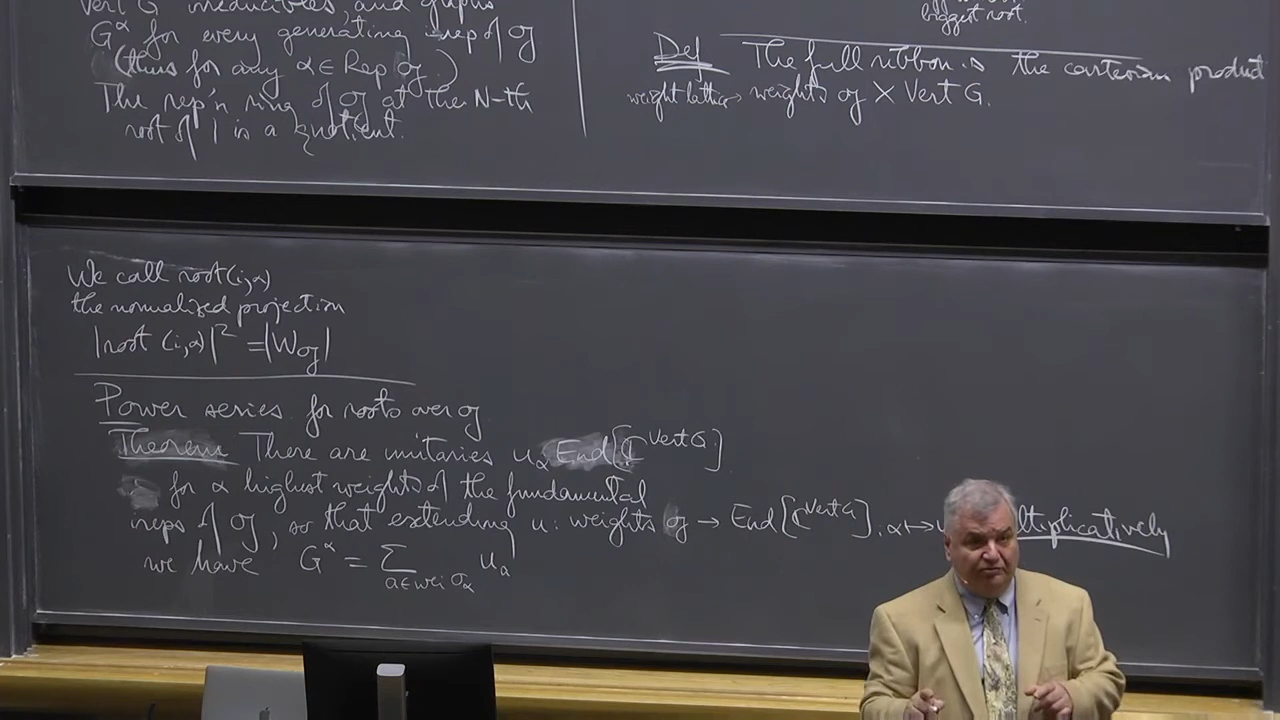 Vert G irreducibles, and graphs
G^α for every generating irrep of 𝔤
(thus for any α ∈ Rep 𝔤.)
The rep'n ring of 𝔤 at the N-th
root of 1 is a quotient.
biggest root.
Def The full ribbon is the cartesian product
weight lattice → weights 𝔤 × Vert G.
We call root(i,α)
the normalized projection
|root (i,α)|² = |W_𝔤|
Power series for roots over 𝔤
Theorem There are unitaries u_α End[ℂ^Vert G]
for α highest weights of the fundamental
irreps of 𝔤, so that extending u: weights 𝔤 → End[ℂ^Vert G], α ↦ multiplicatively
we have G^α = ∑_{a ∈ wei σ_α} u_a